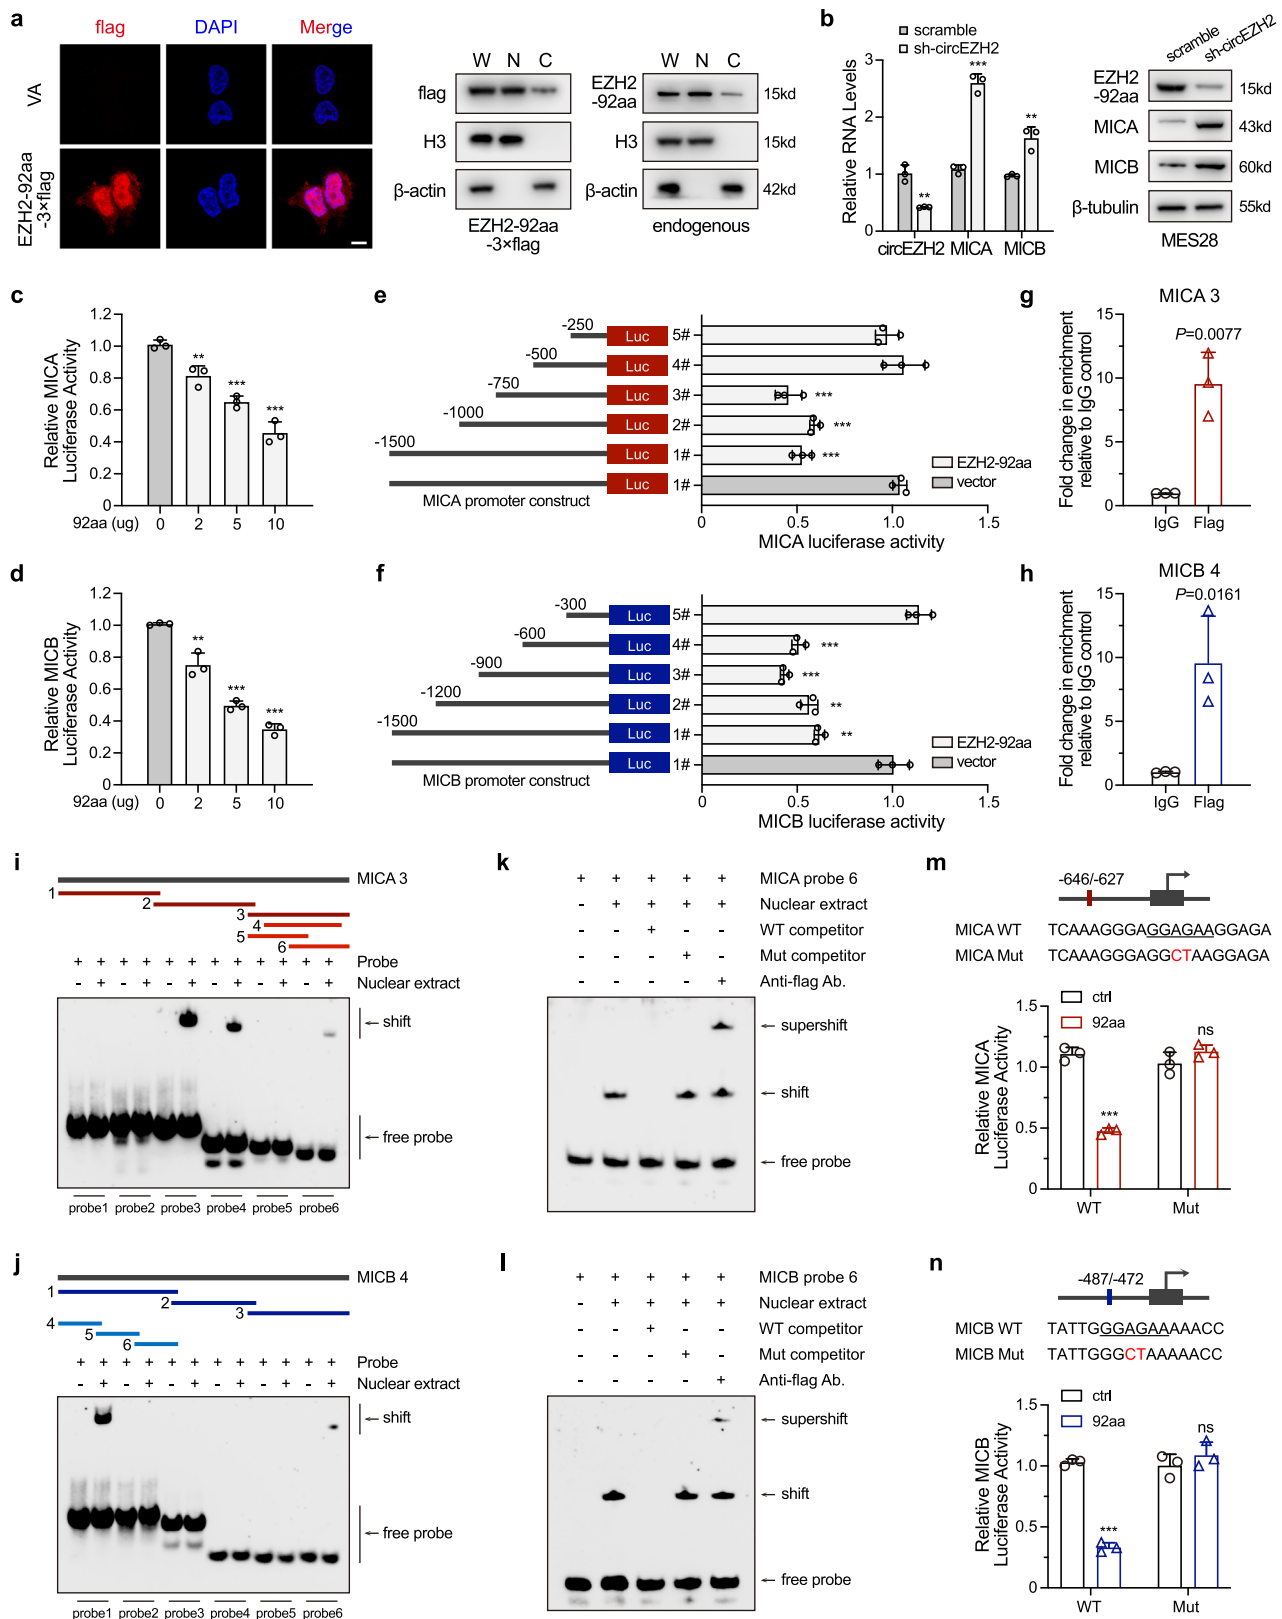 a
flag
DAPI
Merge
VA
EZH2-92aa
-3×flag
W N C
flag
H3
β-actin
15kd
15kd
42kd
EZH2-92aa
-3×flag
W N C
EZH2
-92aa
H3
β-actin
endogenous
b
scramble
sh-circEZH2
Relative RNA Levels
3
2
1
0
**
***
**
circEZH2 MICA MICB
scramble
sh-circEZH2
EZH2
-92aa
15kd
MICA
43kd
MICB
60kd
β-tubulin
55kd
MES28
c
Relative MICA
Luciferase Activity
1.2
1.0
0.8
0.6
0.4
0.2
0
**
***
***
92aa (ug) 0 2 5 10
d
Relative MICB
Luciferase Activity
1.2
1.0
0.8
0.6
0.4
0.2
0
**
***
***
92aa (ug) 0 2 5 10
e
-250 Luc 5#
-500 Luc 4#
-750 Luc 3# ***
-1000 Luc 2# ***
-1500 Luc 1# ***
MICA promoter construct Luc 1#
EZH2-92aa
vector
0 0.5 1.0 1.5
MICA luciferase activity
f
-300 Luc 5#
-600 Luc 4# ***
-900 Luc 3# ***
-1200 Luc 2# **
-1500 Luc 1# **
MICB promoter construct Luc 1#
EZH2-92aa
vector
0 0.5 1.0 1.5
MICB luciferase activity
g
MICA 3
P=0.0077
Fold change in enrichment
relative to IgG control
15
10
5
0
IgG Flag
h
MICB 4
P=0.0161
Fold change in enrichment
relative to IgG control
15
10
5
0
IgG Flag
i
MICA 3
1
2
3
4
5
6
+ + + + + + + + + + + + Probe
- + - + - + - + - + - + Nuclear extract
shift
free probe
probe1 probe2 probe3 probe4 probe5 probe6
j
MICB 4
1
2
3
4
5
6
+ + + + + + + + + + + + Probe
- + - + - + - + - + - + Nuclear extract
shift
free probe
probe1 probe2 probe3 probe4 probe5 probe6
k
+ + + + + MICA probe 6
- + + + + Nuclear extract
- - + - - WT competitor
- - - + - Mut competitor
- - - - + Anti-flag Ab.
supershift
shift
free probe
l
+ + + + + MICB probe 6
- + + + + Nuclear extract
- - + - - WT competitor
- - - + - Mut competitor
- - - - + Anti-flag Ab.
supershift
shift
free probe
m
-646/-627
MICA WT TCAAAGGGAGGAGAAGGAGA
MICA Mut TCAAAGGGAGGCTAAGGAGA
ctrl
92aa
Relative MICA
Luciferase Activity
1.5
1.0
0.5
0
***
ns
WT Mut
n
-487/-472
MICB WT TATTGGGAGAAAAACC
MICB Mut TATTGGGCTAAAAACC
ctrl
92aa
Relative MICB
Luciferase Activity
1.5
1.0
0.5
0
***
ns
WT Mut